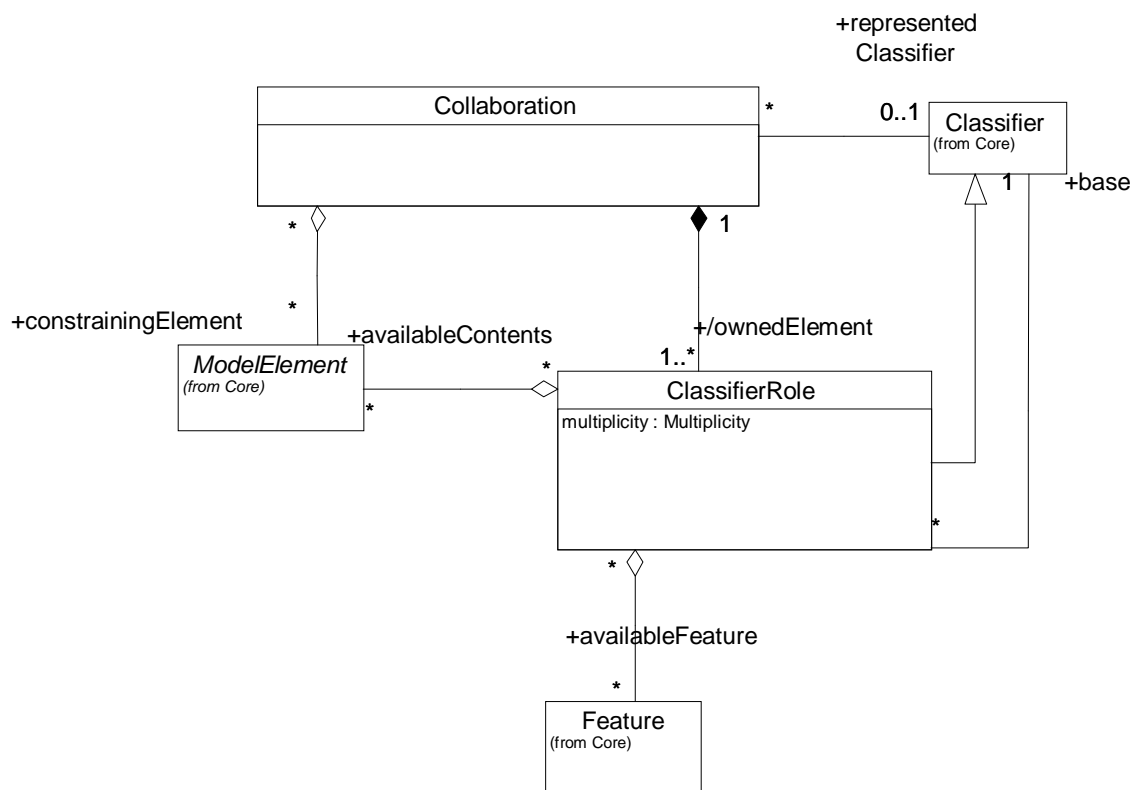 +represented
Classifier
Collaboration
*
0..1
Classifier
(from Core)
1
+base
*
1
*
+constrainingElement
+availableContents
+/ownedElement
1..*
*
ModelElement
(from Core)
*
ClassifierRole
multiplicity : Multiplicity
*
*
+availableFeature
*
Feature
(from Core)